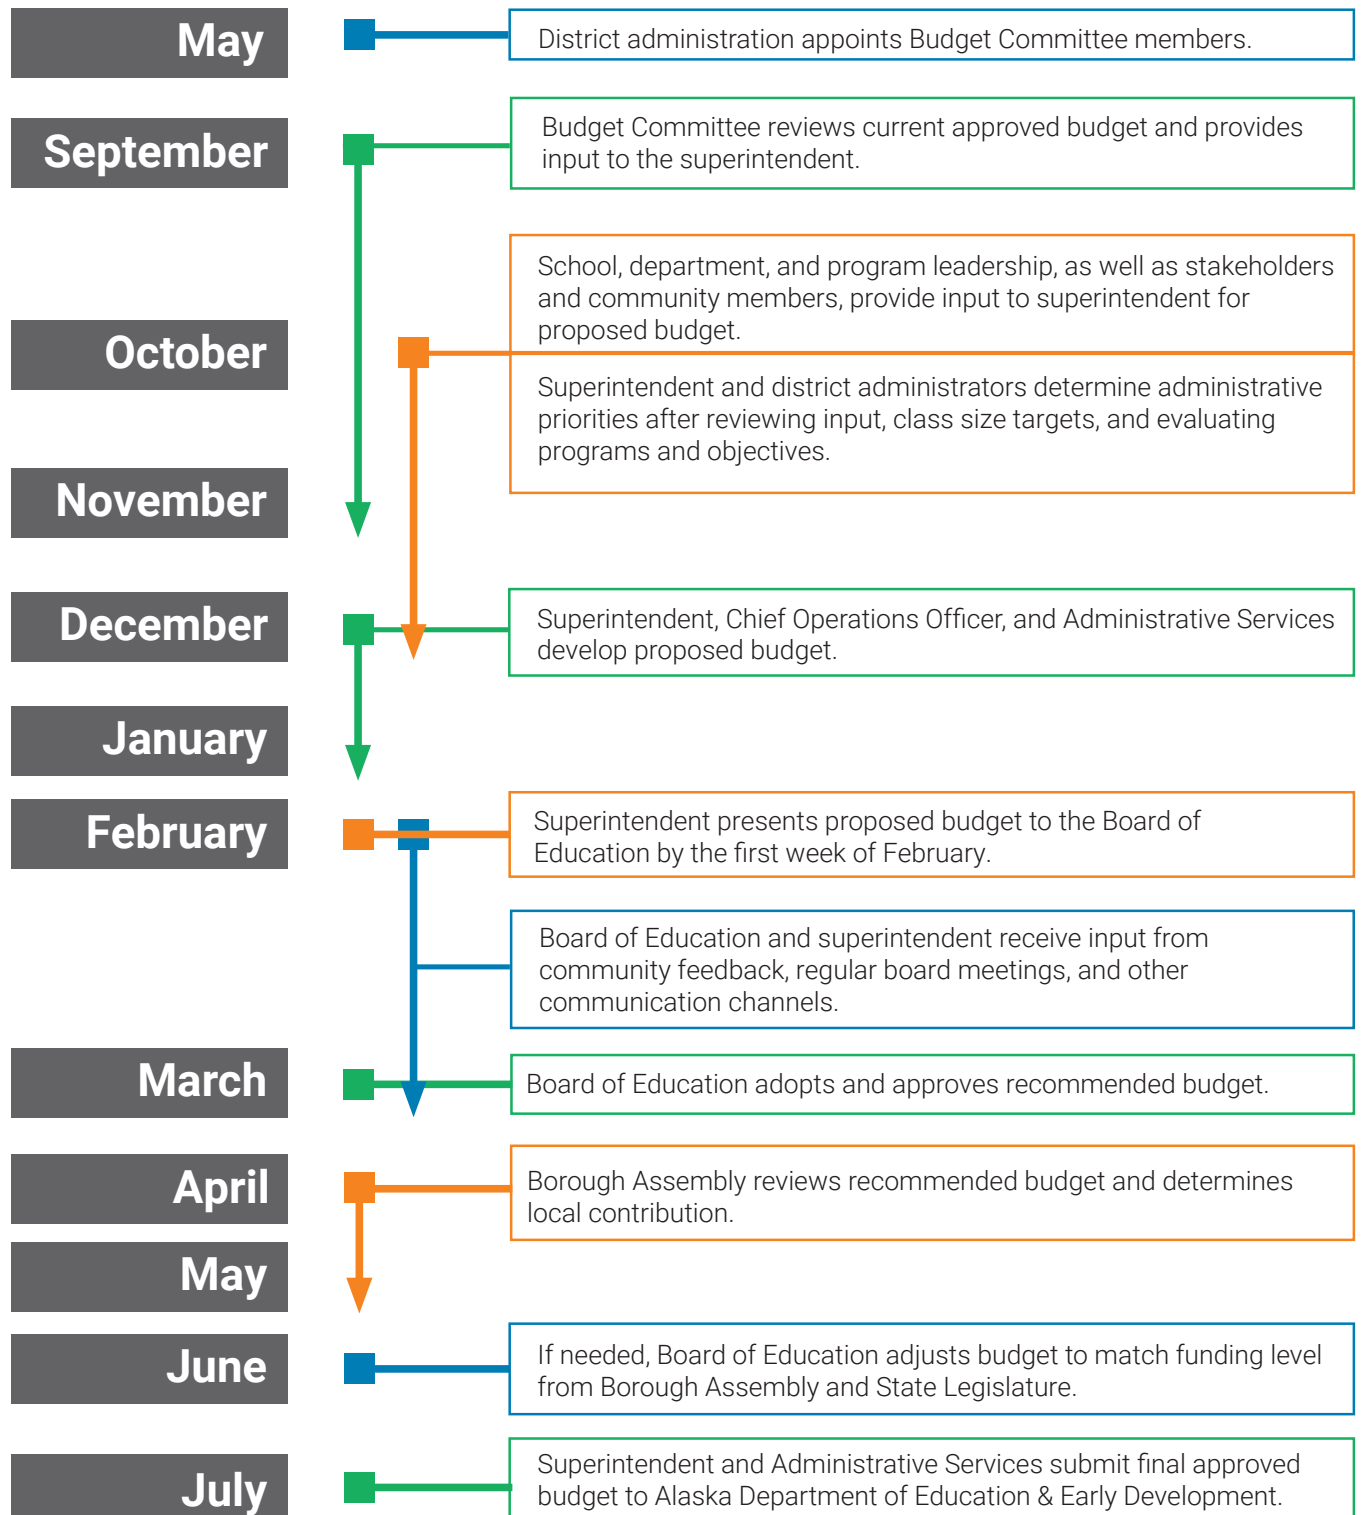 May
District administration appoints Budget Committee members.
September
Budget Committee reviews current approved budget and provides
input to the superintendent.
School, department, and program leadership, as well as stakeholders
and community members, provide input to superintendent for
proposed budget.
October
Superintendent and district administrators determine administrative
priorities after reviewing input, class size targets, and evaluating
programs and objectives.
November
December
Superintendent, Chief Operations Officer, and Administrative Services
develop proposed budget.
January
February
Superintendent presents proposed budget to the Board of
Education by the first week of February.
Board of Education and superintendent receive input from
community feedback, regular board meetings, and other
communication channels.
March
Board of Education adopts and approves recommended budget.
April
Borough Assembly reviews recommended budget and determines
local contribution.
May
June
If needed, Board of Education adjusts budget to match funding level
from Borough Assembly and State Legislature.
July
Superintendent and Administrative Services submit final approved
budget to Alaska Department of Education & Early Development.